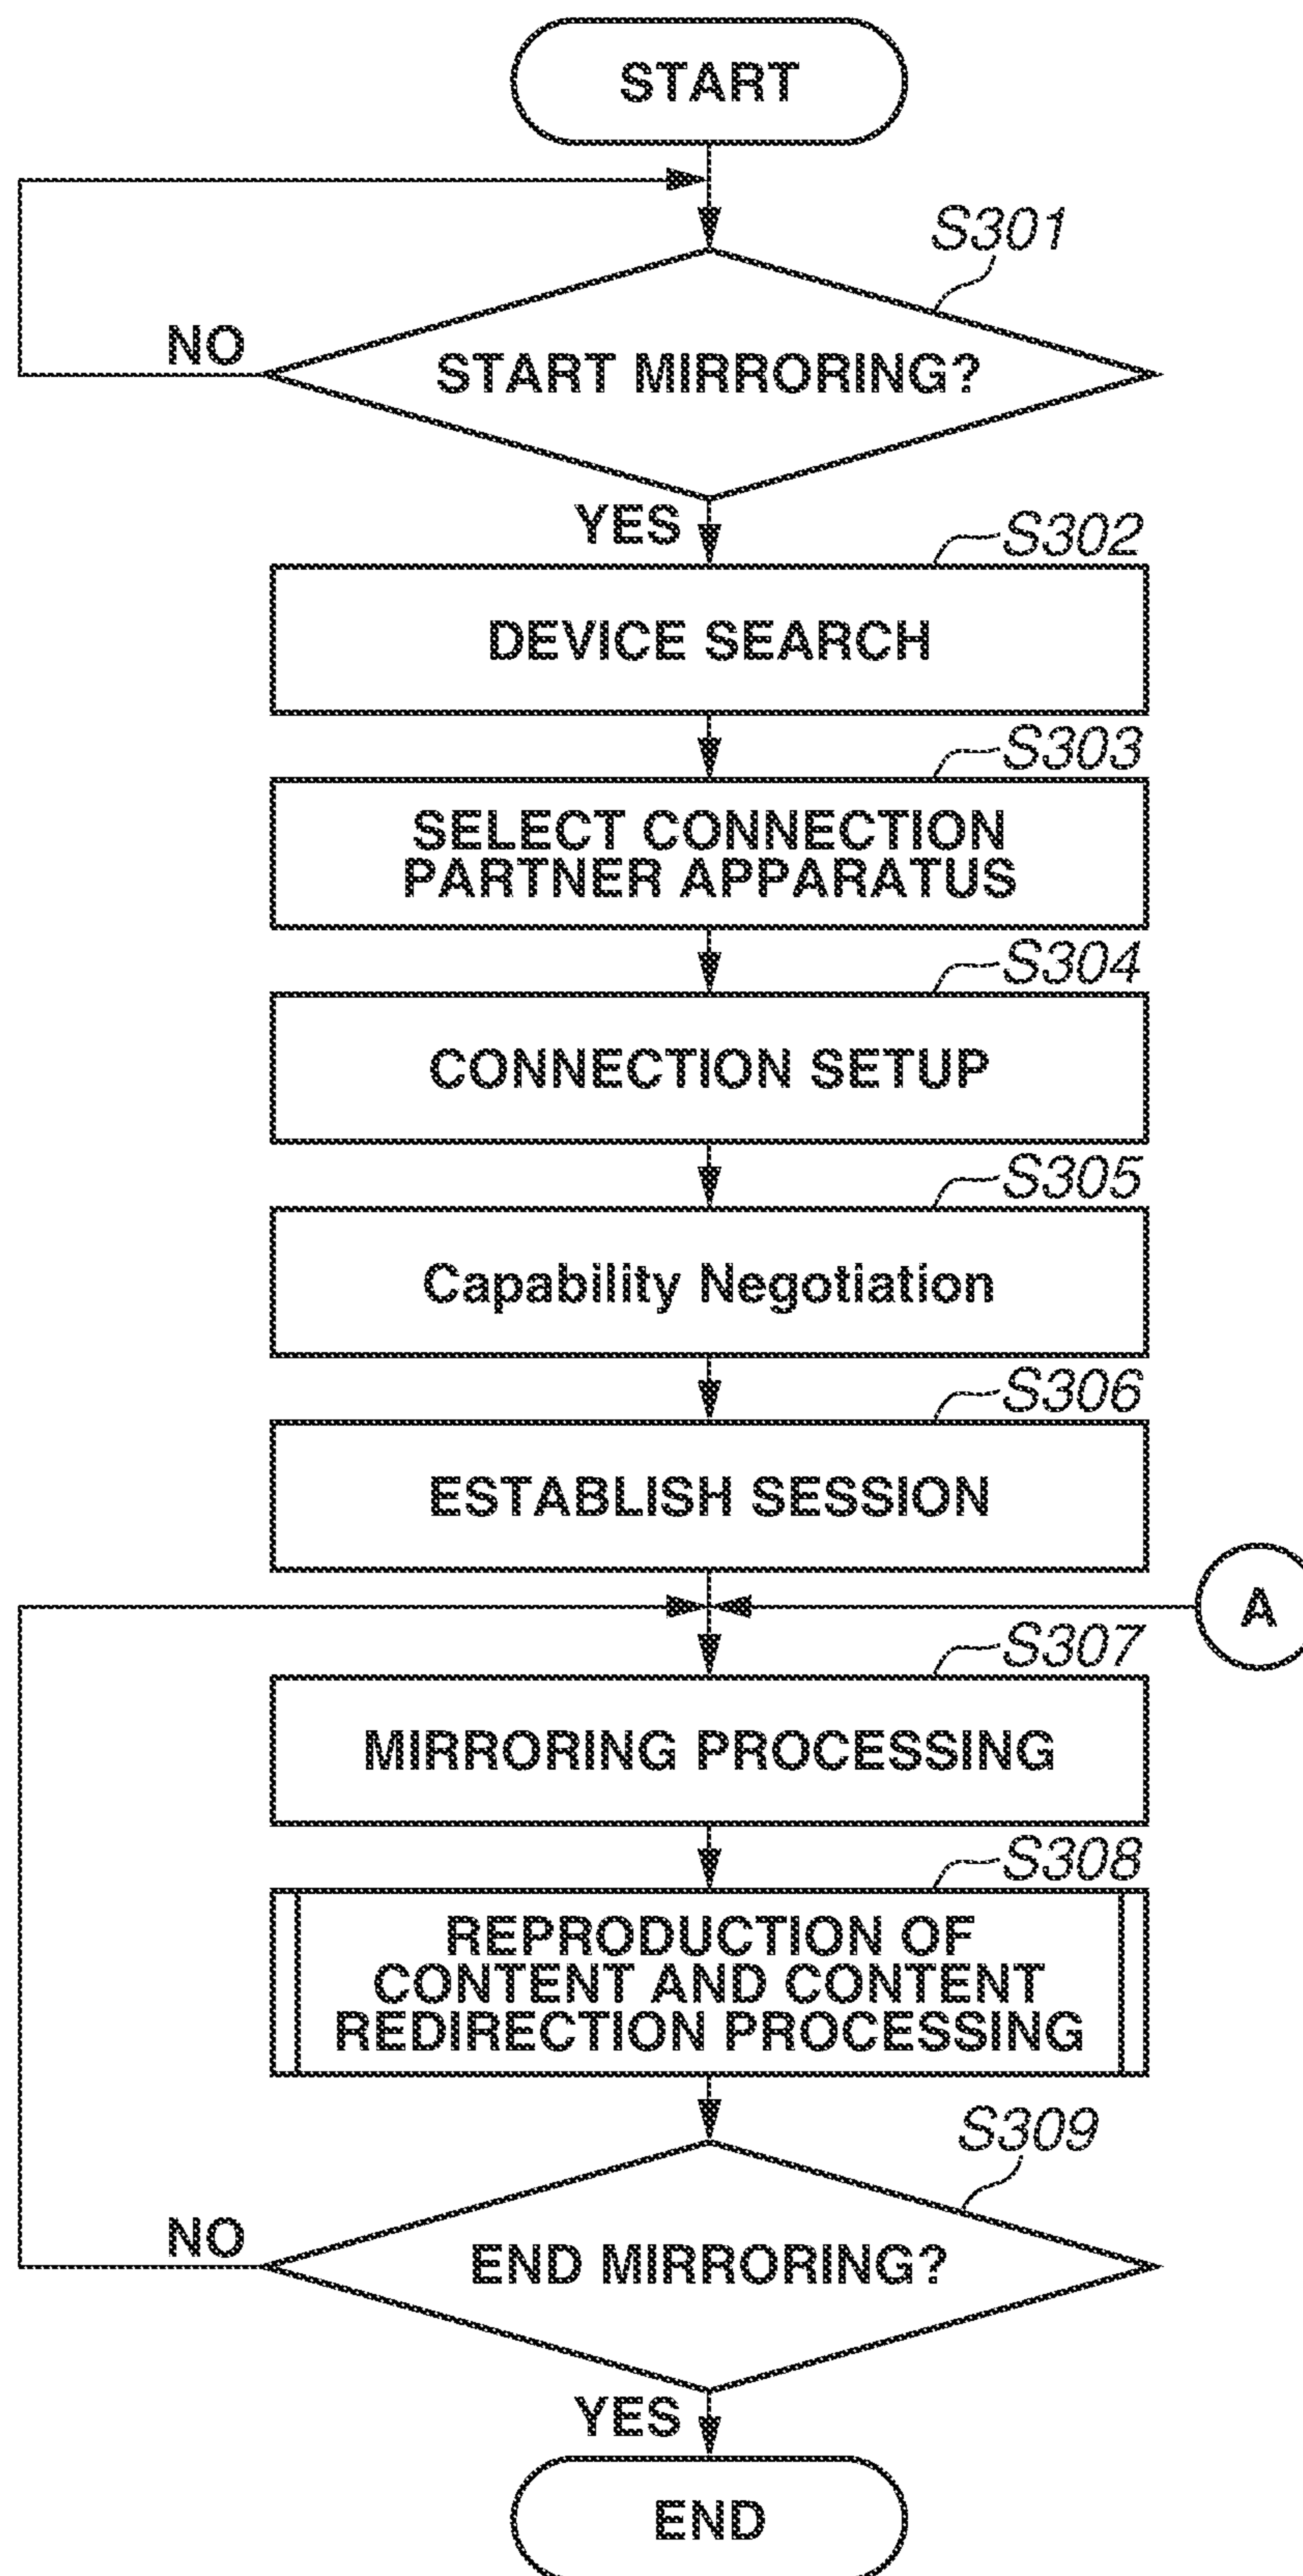 START
S301
NO
START MIRRORING?
YES
S302
DEVICE SEARCH
S303
SELECT CONNECTION
PARTNER APPARATUS
S304
CONNECTION SETUP
S305
Capability Negotiation
S306
ESTABLISH SESSION
A
S307
MIRRORING PROCESSING
S308
REPRODUCTION OF
CONTENT AND CONTENT
REDIRECTION PROCESSING
S309
NO
END MIRRORING?
YES
END